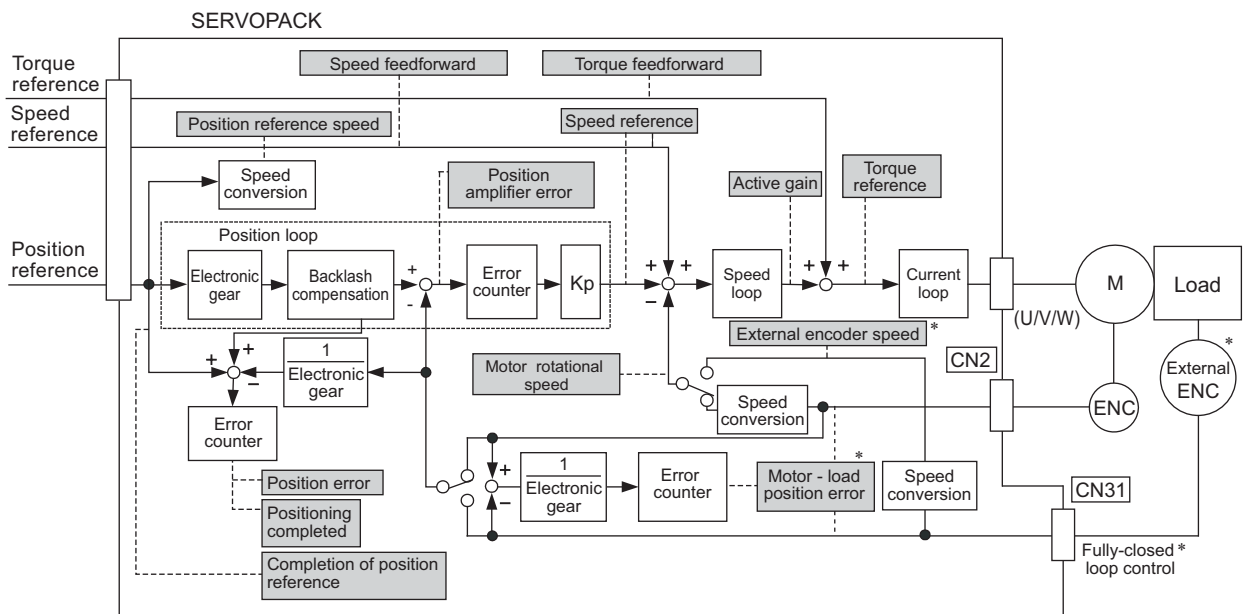 SERVOPACK
Torque
reference
Speed feedforward
Torque feedforward
Speed
reference
Position reference speed
Speed reference
Speed
conversion
Position
amplifier error
Active gain
Torque
reference
Position
reference
Position loop
Electronic
gear
Backlash
compensation
+
-
Error
counter
Kp
+
+
−
Speed
loop
+
+
Current
loop
M
Load
(U/V/W)
External encoder speed *
CN2
*
External
ENC
+
+
−
1
Electronic
gear
Motor rotational
speed
Speed
conversion
ENC
Error
counter
*
+
−
1
Electronic
gear
Error
counter
Motor - load
position error
Speed
conversion
CN31
Position error
Positioning
completed
Completion of position
reference
Fully-closed *
loop control